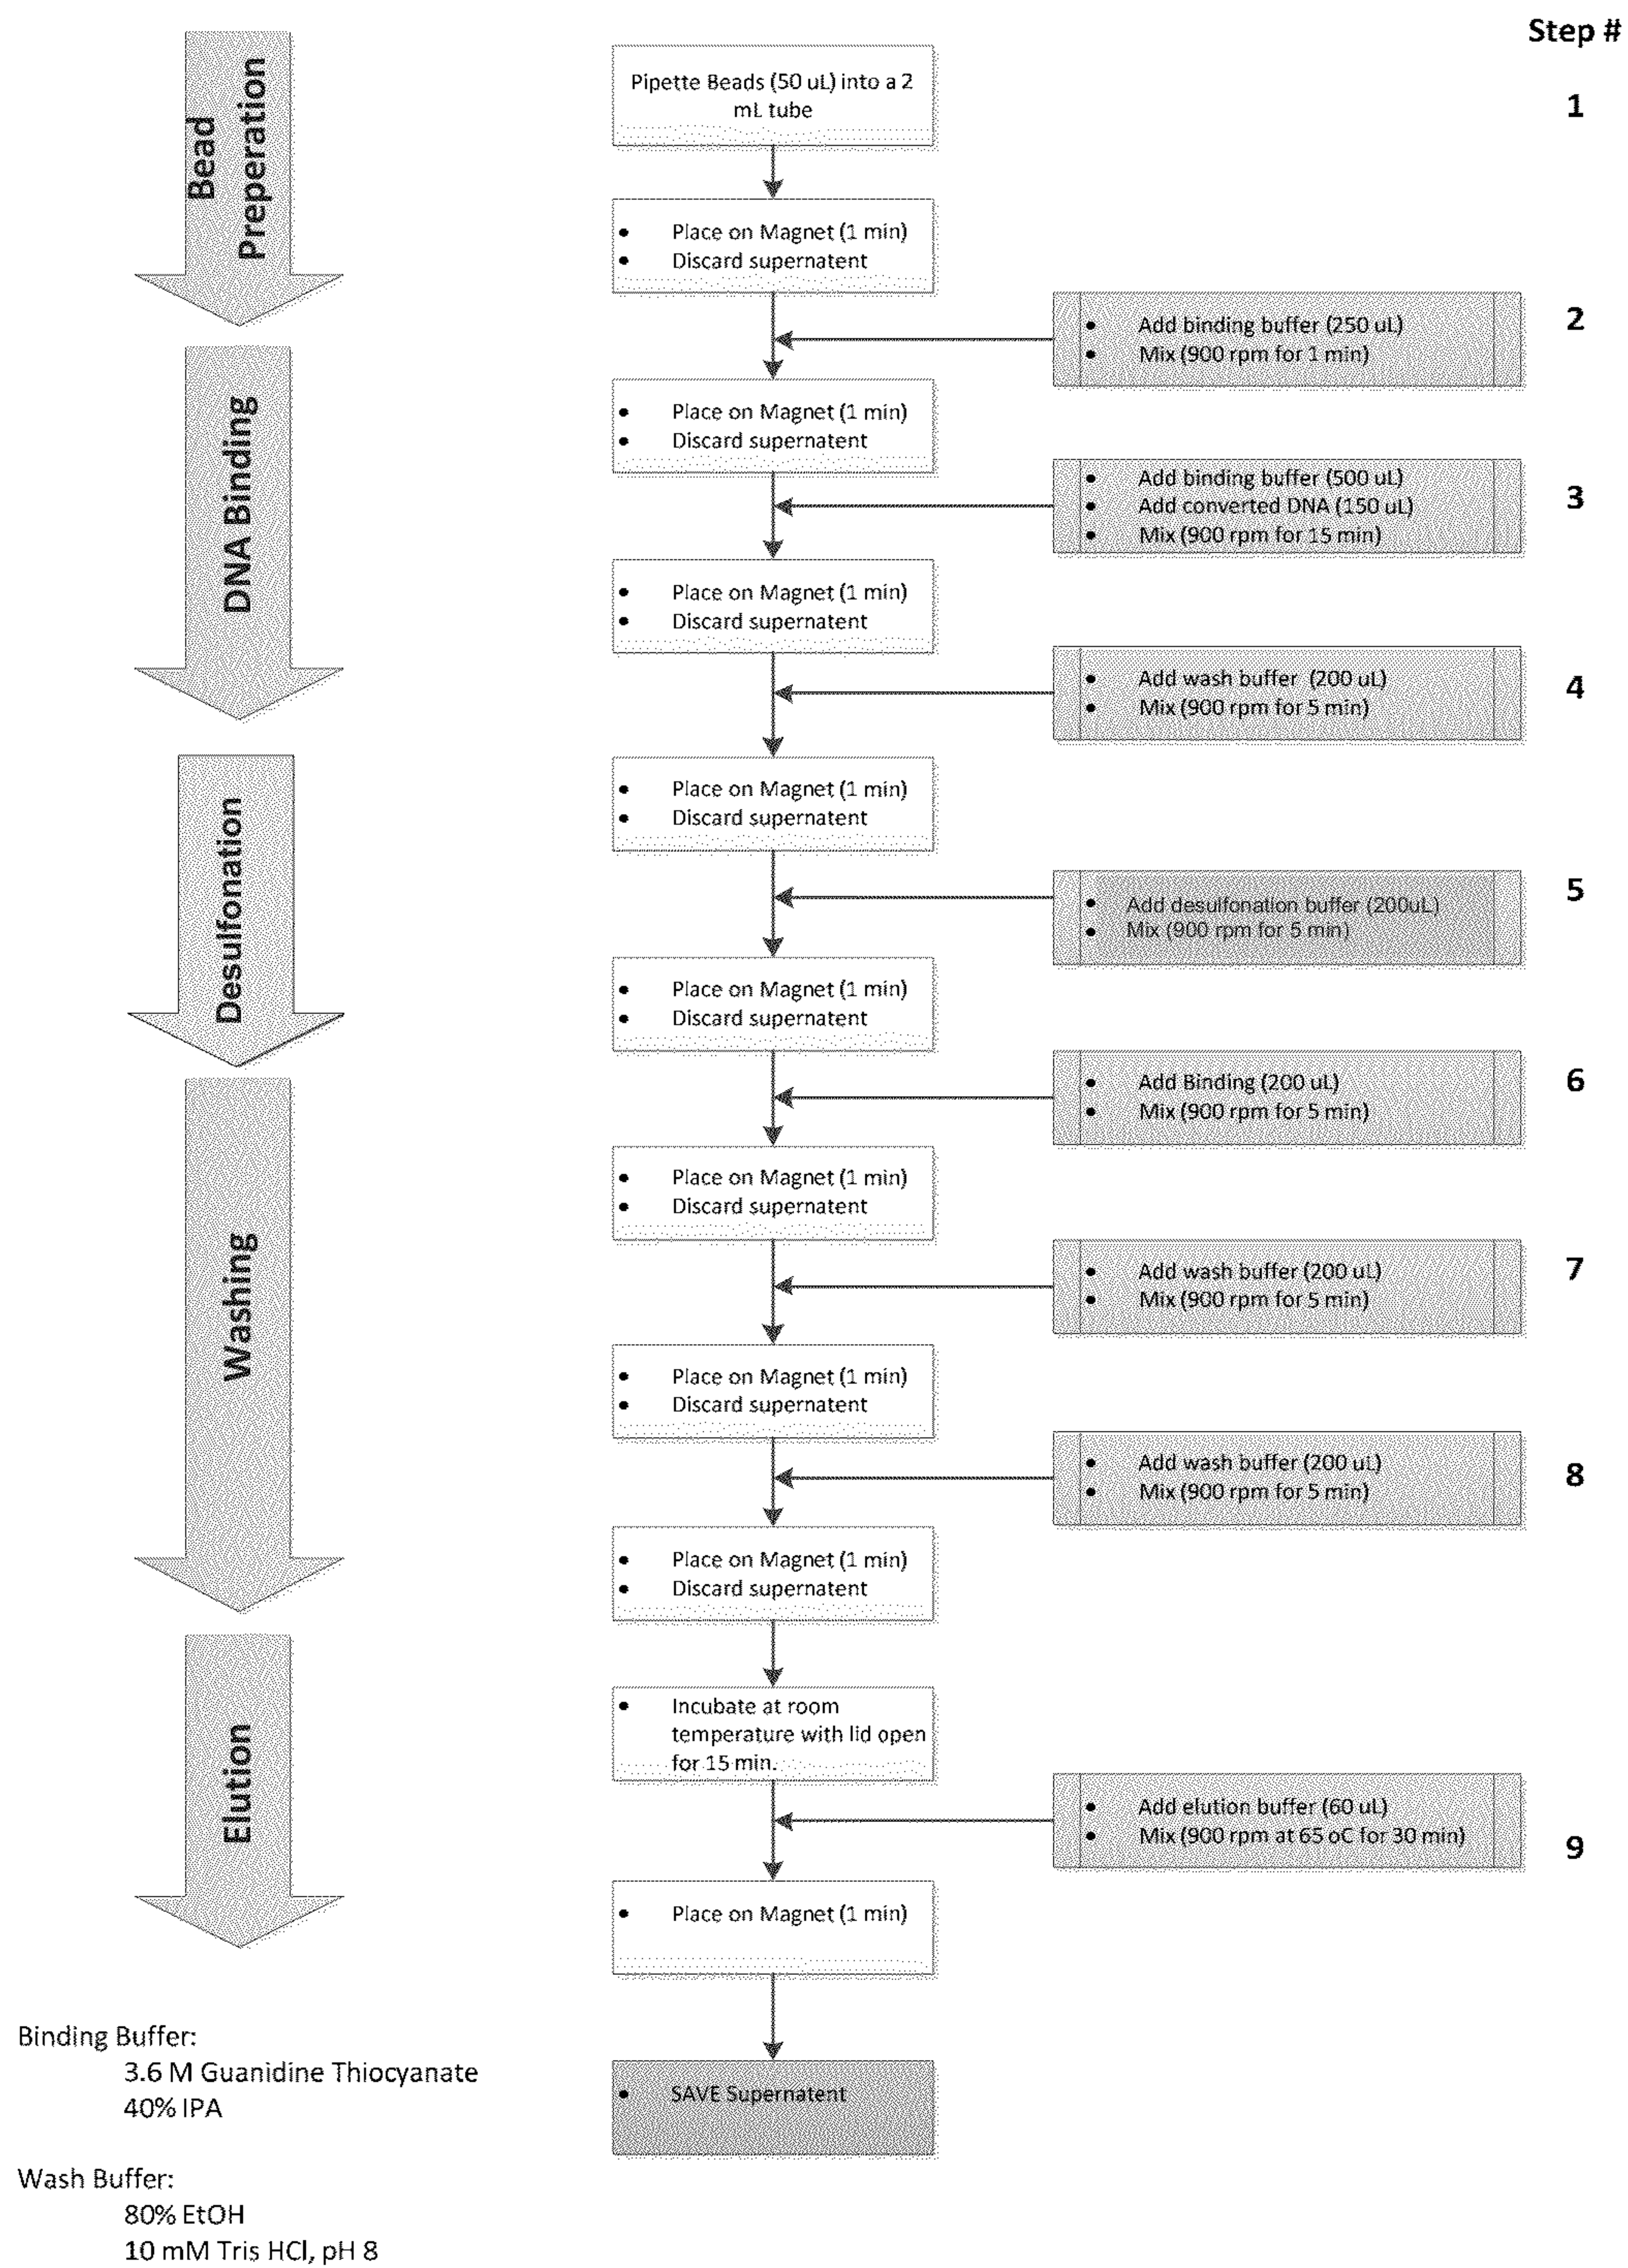 Step #
Bead
Preperation
Pipette Beads (50 uL) into a 2
mL tube
1
• Place on Magnet (1 min)
• Discard supernatent
• Add binding buffer (250 uL)
• Mix (900 rpm for 1 min)
2
DNA Binding
• Place on Magnet (1 min)
• Discard supernatent
• Add binding buffer (500 uL)
• Add converted DNA (150 uL)
• Mix (900 rpm for 15 min)
3
• Place on Magnet (1 min)
• Discard supernatent
• Add wash buffer (200 uL)
• Mix (900 rpm for 5 min)
4
Desulfonation
• Place on Magnet (1 min)
• Discard supernatent
• Add desulfonation buffer (200uL)
• Mix (900 rpm for 5 min)
5
• Place on Magnet (1 min)
• Discard supernatent
• Add Binding (200 uL)
• Mix (900 rpm for 5 min)
6
Washing
• Place on Magnet (1 min)
• Discard supernatent
• Add wash buffer (200 uL)
• Mix (900 rpm for 5 min)
7
• Place on Magnet (1 min)
• Discard supernatent
• Add wash buffer (200 uL)
• Mix (900 rpm for 5 min)
8
• Place on Magnet (1 min)
• Discard supernatent
Elution
• Incubate at room
temperature with lid open
for 15 min.
• Add elution buffer (60 uL)
• Mix (900 rpm at 65 oC for 30 min)
9
• Place on Magnet (1 min)
• SAVE Supernatent
Binding Buffer:
3.6 M Guanidine Thiocyanate
40% IPA
Wash Buffer:
80% EtOH
10 mM Tris HCl, pH 8